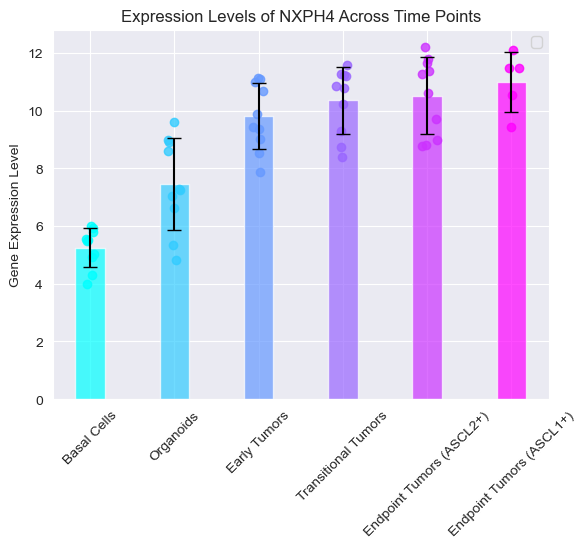 Expression Levels of NXPH4 Across Time Points
Gene Expression Level
12
10
8
6
4
2
0
Basal Cells
Organoids
Early Tumors
Transitional Tumors
Endpoint Tumors (ASCL2+)
Endpoint Tumors (ASCL1+)